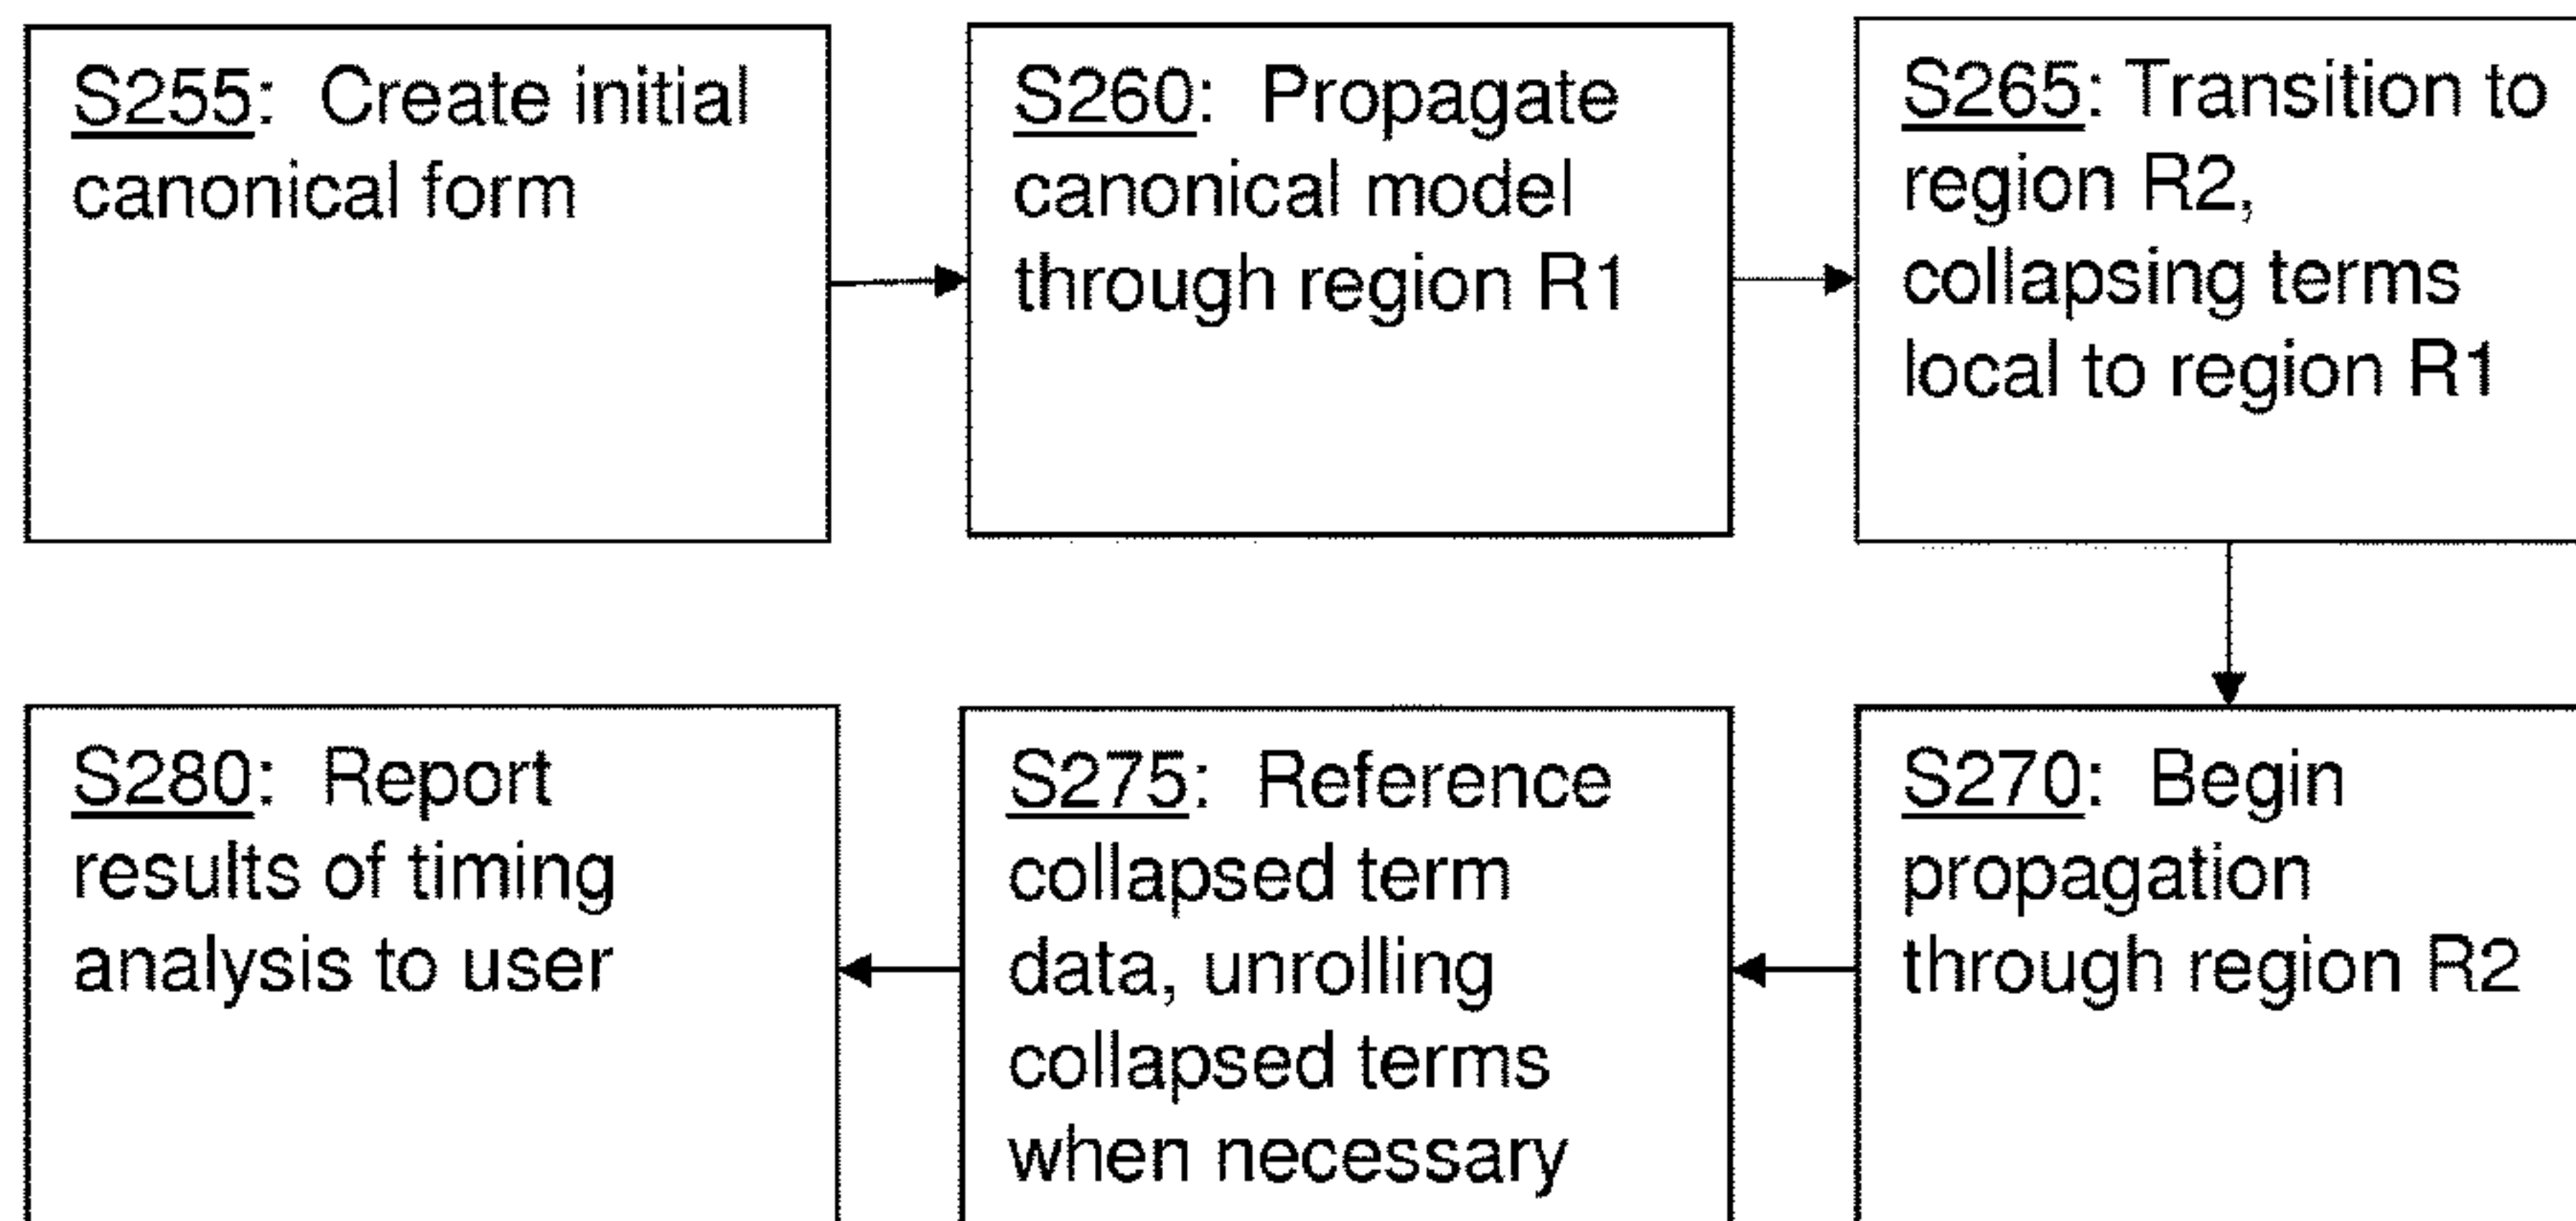 S255: Create initial
canonical form
S260: Propagate
canonical model
through region R1
S265: Transition to
region R2,
collapsing terms
local to region R1
S270: Begin
propagation
through region R2
S275: Reference
collapsed term
data, unrolling
collapsed terms
when necessary
S280: Report
results of timing
analysis to user